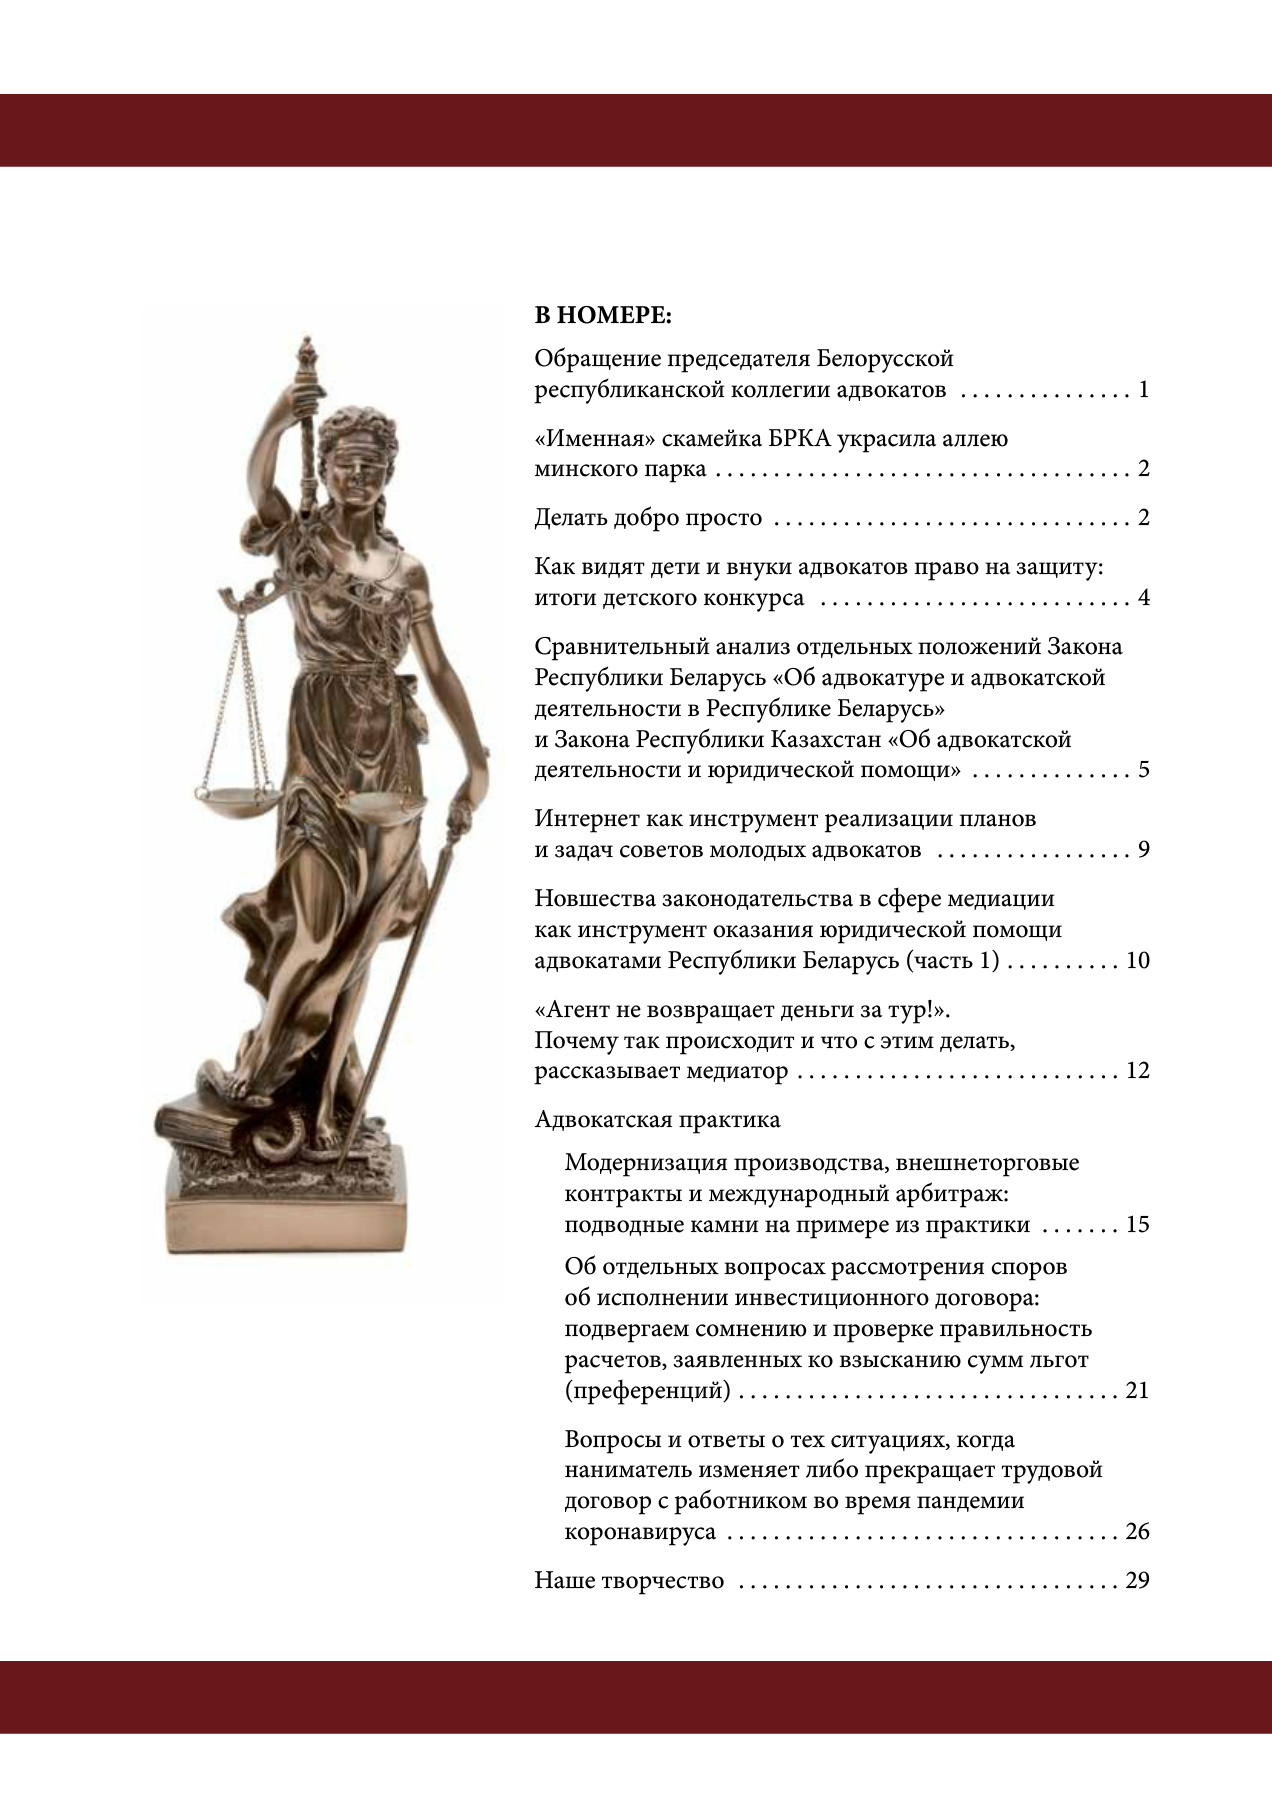 В НОМЕРЕ:
Обращение председателя Белорусской
республиканской коллегии адвокатов ............... 1
«Именная» скамейка БРКА украсила аллею
минского парка .................................... 2
Делать добро просто ............................... 2
Как видят дети и внуки адвокатов право на защиту:
итоги детского конкурса ........................... 4
Сравнительный анализ отдельных положений Закона
Республики Беларусь «Об адвокатуре и адвокатской
деятельности в Республике Беларусь»
и Закона Республики Казахстан «Об адвокатской
деятельности и юридической помощи» .............. 5
Интернет как инструмент реализации планов
и задач советов молодых адвокатов ................. 9
Новшества законодательства в сфере медиации
как инструмент оказания юридической помощи
адвокатами Республики Беларусь (часть 1) .......... 10
«Агент не возвращает деньги за тур!».
Почему так происходит и что с этим делать,
рассказывает медиатор ............................ 12
Адвокатская практика
Модернизация производства, внешнеторговые
контракты и международный арбитраж:
подводные камни на примере из практики ....... 15
Об отдельных вопросах рассмотрения споров
об исполнении инвестиционного договора:
подвергаем сомнению и проверке правильность
расчетов, заявленных ко взысканию сумм льгот
(преференций) ................................. 21
Вопросы и ответы о тех ситуациях, когда
наниматель изменяет либо прекращает трудовой
договор с работником во время пандемии
коронавируса .................................. 26
Наше творчество ................................. 29